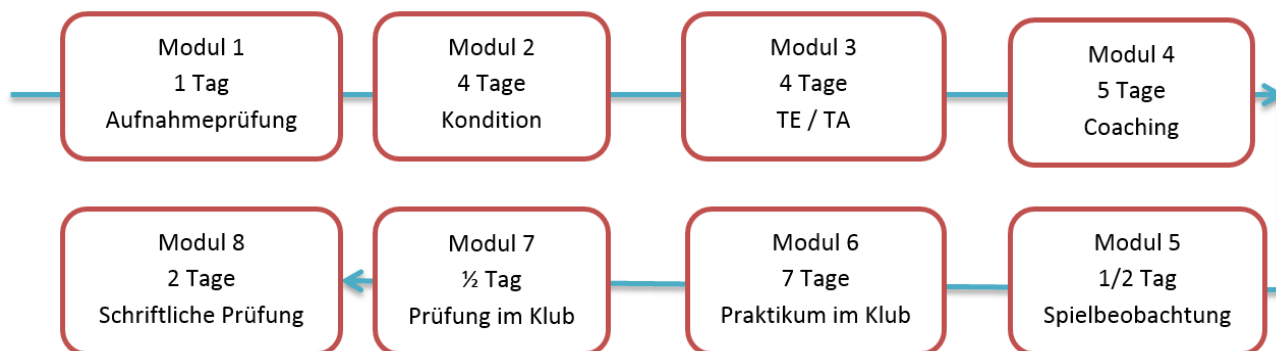 Modul 1
1 Tag
Aufnahmeprüfung
Modul 2
4 Tage
Kondition
Modul 3
4 Tage
TE / TA
Modul 4
5 Tage
Coaching
Modul 8
2 Tage
Schriftliche Prüfung
Modul 7
½ Tag
Prüfung im Klub
Modul 6
7 Tage
Praktikum im Klub
Modul 5
1/2 Tag
Spielbeobachtung